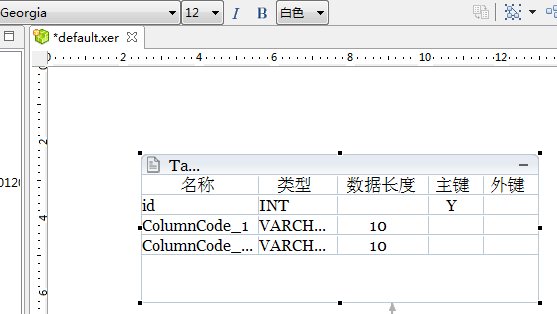 Georgia 12 I B 白色
*default.xer
0 2 4 6 8 10 12
2
4
6
0120
Ta...
名称 类型 数据长度 主键 外键
id INT Y
ColumnCode_1 VARCH... 10
ColumnCode_... VARCH... 10